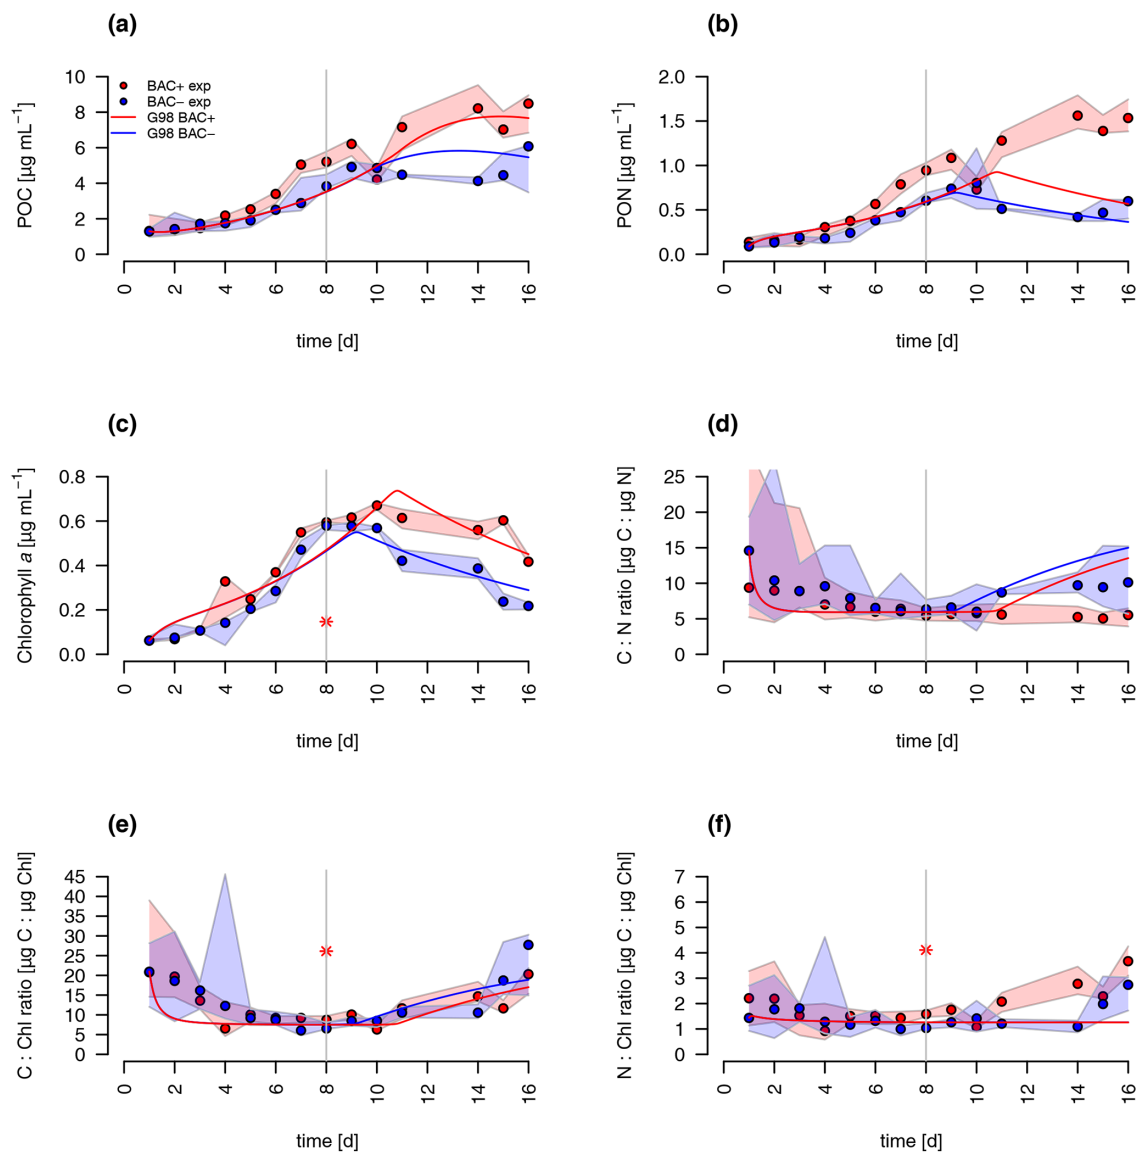 (a)
POC [µg mL⁻¹]
10
8
6
4
2
0
BAC+ exp
BAC− exp
G98 BAC+
G98 BAC−
0 2 4 6 8 10 12 14 16
time [d]
(b)
PON [µg mL⁻¹]
2.0
1.5
1.0
0.5
0.0
0 2 4 6 8 10 12 14 16
time [d]
(c)
Chlorophyll a [µg mL⁻¹]
0.8
0.6
0.4
0.2
0.0
0 2 4 6 8 10 12 14 16
time [d]
(d)
C : N ratio [µg C : µg N]
25
20
15
10
5
0
0 2 4 6 8 10 12 14 16
time [d]
(e)
C : Chl ratio [µg C : µg Chl]
45
40
35
30
25
20
15
10
5
0
0 2 4 6 8 10 12 14 16
time [d]
(f)
N : Chl ratio [µg C : µg Chl]
7
6
5
4
3
2
1
0
0 2 4 6 8 10 12 14 16
time [d]